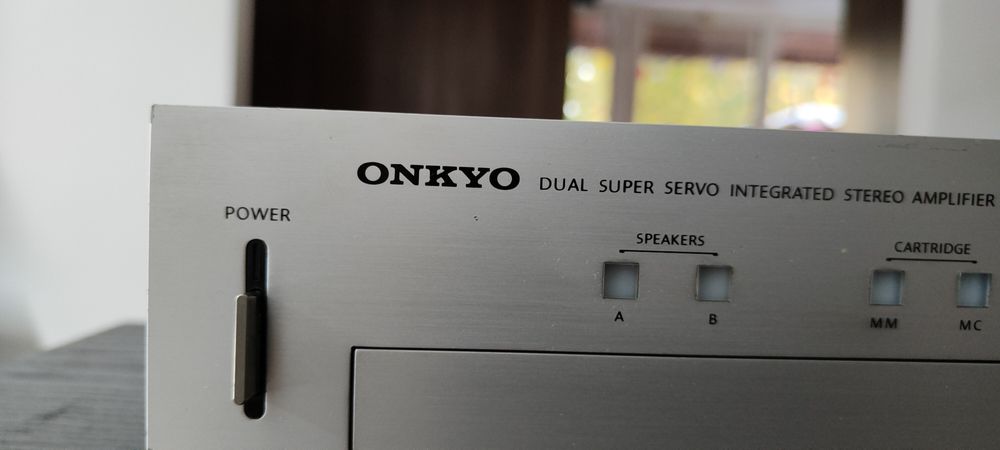 ONKYO DUAL SUPER SERVO INTEGRATED STEREO AMPLIFIER
POWER
SPEAKERS
CARTRIDGE
A B
MM MC